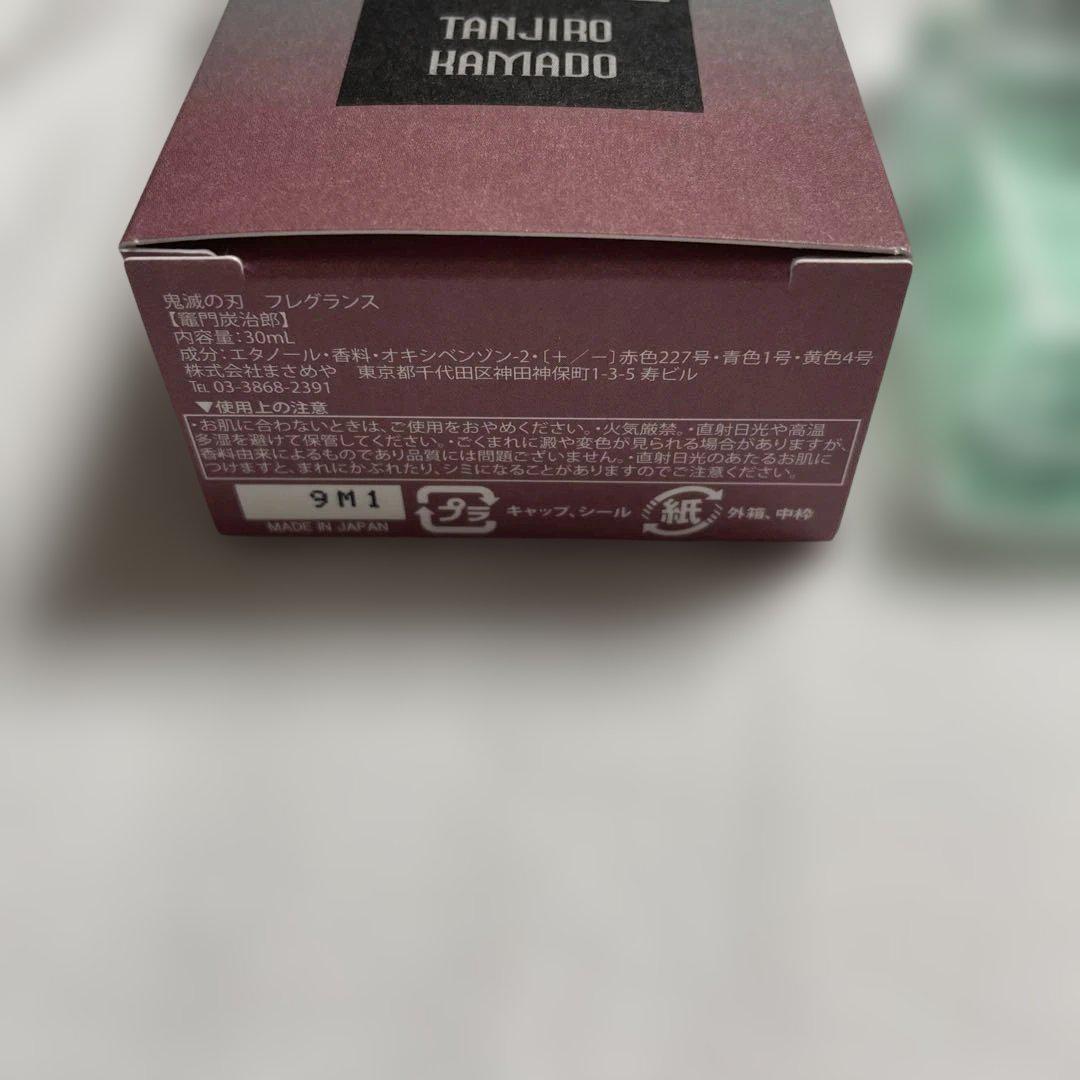 TANJIRO
KAMADO
鬼滅の刃　フレグランス
【竈門炭治郎】
内容量：30mL
成分：エタノール・香料・オキシベンゾン-2・〔＋／－〕赤色227号・青色1号・黄色4号
株式会社まさめや　東京都千代田区神田神保町1-3-5 寿ビル
℡ 03-3868-2391
▼使用上の注意
・お肌に合わないときは、ご使用をおやめください。・火気厳禁。・直射日光や高温
多湿を避けて保管してください。・ごくまれに澱や変色が見られる場合がありますが、
香料由来によるものであり品質には問題ございません。・直射日光のあたるお肌に
つけますと、まれにかぶれたり、シミになることがありますのでご注意ください。
9M1
MADE IN JAPAN
プラ キャップ、シール
紙 外箱、中枠